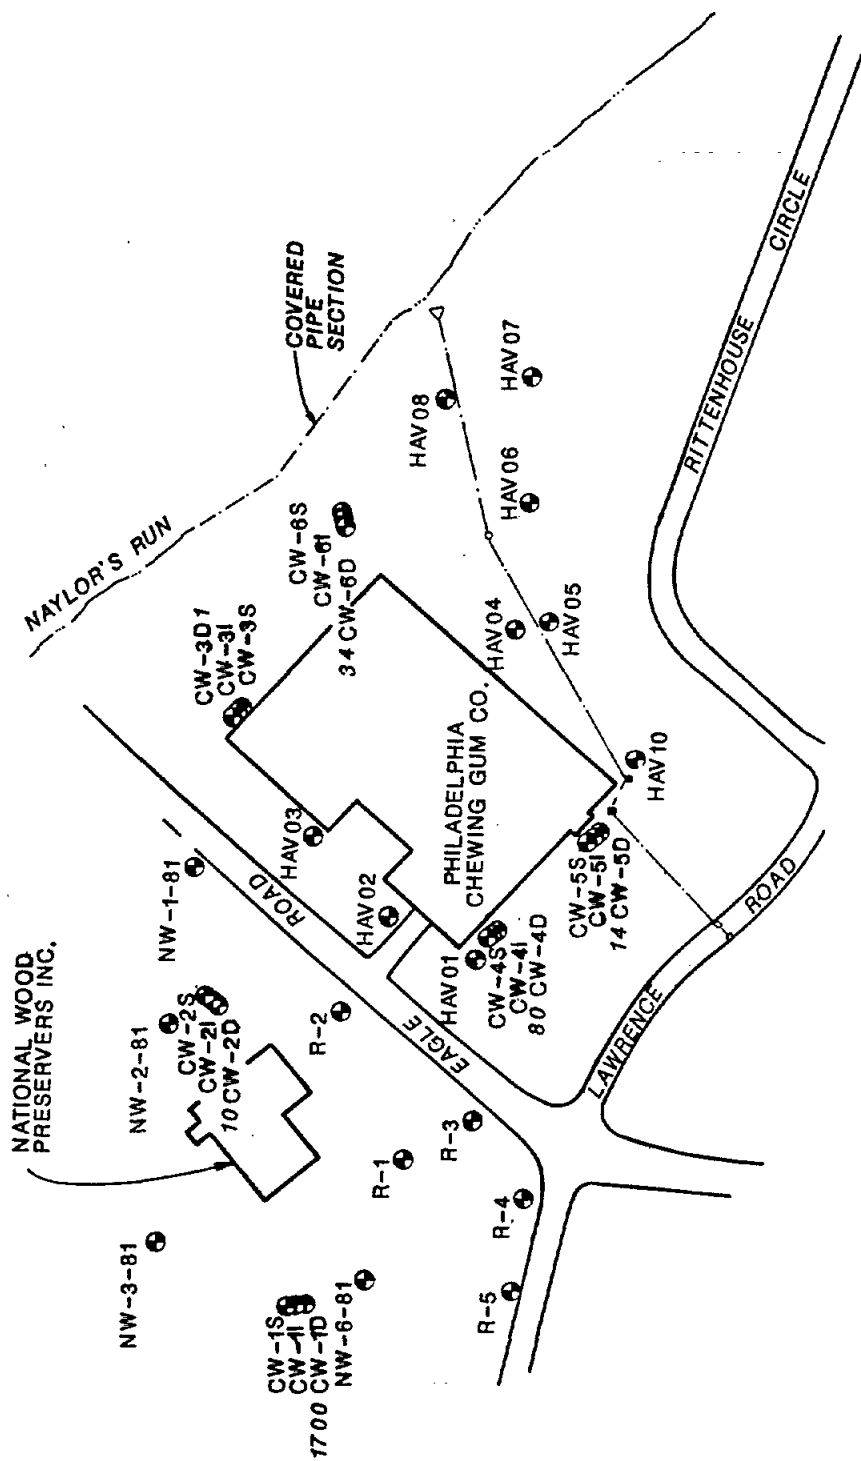 NATIONAL WOOD
PRESERVERS INC.
NW-3-81
NW-2-81
NW-1-81
CW-2S
CW-2I
10 CW-2D
CW-1S
CW-1I
1700 CW-1D
NW-6-81
R-1
R-2
R-3
R-4
R-5
EAGLE
ROAD
NAYLOR'S RUN
COVERED
PIPE
SECTION
CW-3D1
CW-3I
CW-3S
CW-6S
CW-6I
34 CW-6D
HAV03
HAV02
HAV01
PHILADELPHIA
CHEWING GUM CO.
CW-4S
CW-4I
80 CW-4D
CW-5S
CW-5I
14 CW-5D
HAV04
HAV05
HAV06
HAV07
HAV08
HAV10
LAWRENCE
ROAD
RITTENHOUSE
CIRCLE